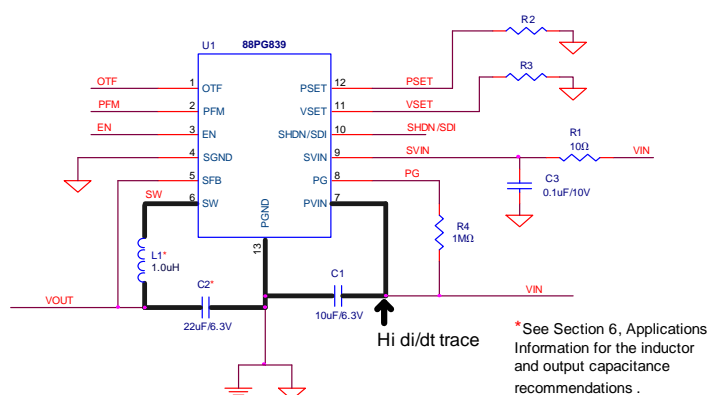 U1 88PG839
R2
R3
OTF 1 OTF PSET 12 PSET
PFM 2 PFM VSET 11 VSET
EN 3 EN SHDN/SDI 10 SHDN/SDI
4 SGND SVIN 9 SVIN
R1
10Ω
VIN
5 SFB PG 8 PG
SW 6 SW PVIN 7
PGND
13
C3
0.1uF/10V
R4
1MΩ
L1*
1.0uH
C2*
22uF/6.3V
C1
10uF/6.3V
VOUT
VIN
Hi di/dt trace
*See Section 6, Applications
Information for the inductor
and output capacitance
recommendations .